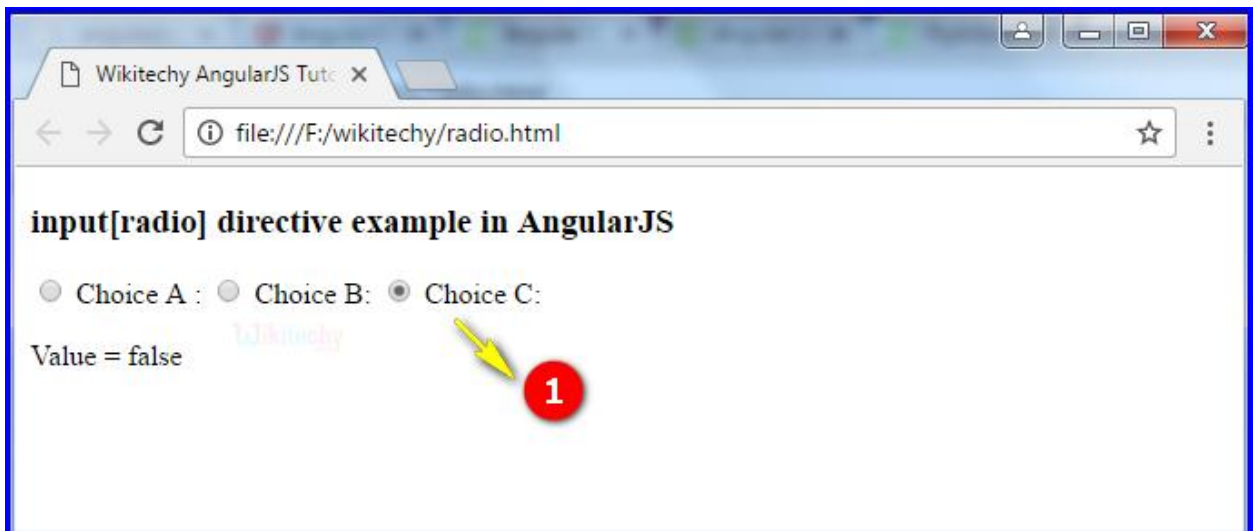 Wikitechy AngularJS Tuto
file:///F:/wikitechy/radio.html
input[radio] directive example in AngularJS
Choice A : Choice B: Choice C:
Wikitechy
Value = false
1